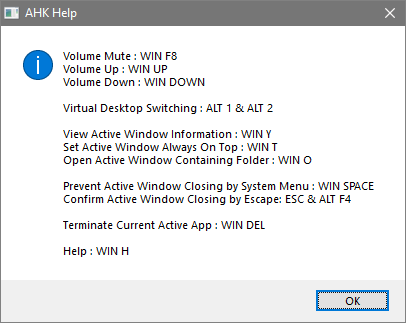 AHK Help
Volume Mute : WIN F8
Volume Up : WIN UP
Volume Down : WIN DOWN
Virtual Desktop Switching : ALT 1 & ALT 2
View Active Window Information : WIN Y
Set Active Window Always On Top : WIN T
Open Active Window Containing Folder : WIN O
Prevent Active Window Closing by System Menu : WIN SPACE
Confirm Active Window Closing by Escape: ESC & ALT F4
Terminate Current Active App : WIN DEL
Help : WIN H
OK